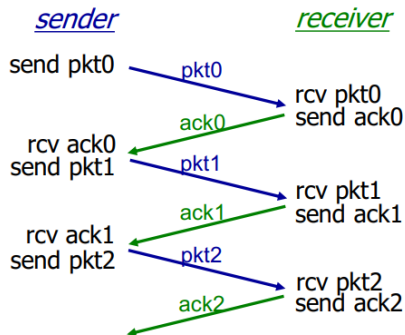 sender
receiver
send pkt0
pkt0
rcv pkt0
send ack0
ack0
rcv ack0
send pkt1
pkt1
rcv pkt1
send ack1
ack1
rcv ack1
send pkt2
pkt2
rcv pkt2
send ack2
ack2